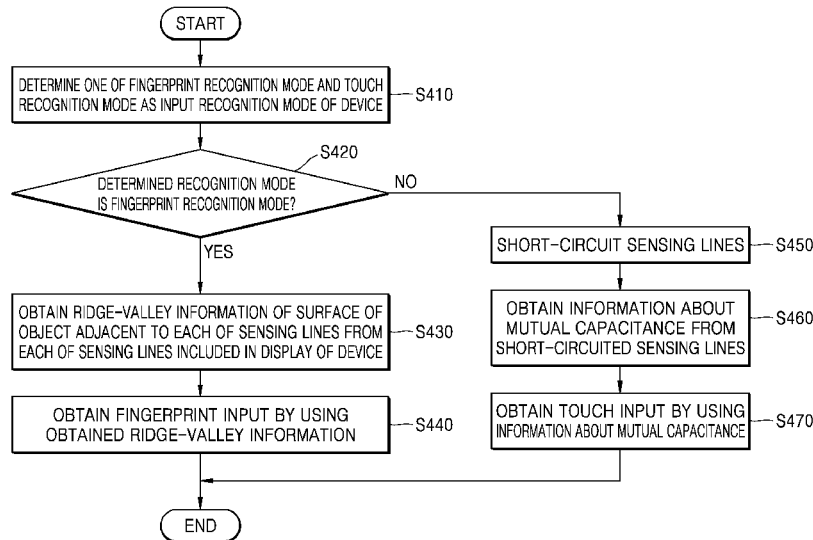 START
DETERMINE ONE OF FINGERPRINT RECOGNITION MODE AND TOUCH
RECOGNITION MODE AS INPUT RECOGNITION MODE OF DEVICE
S410
S420
DETERMINED RECOGNITION MODE
IS FINGERPRINT RECOGNITION MODE?
NO
YES
SHORT-CIRCUIT SENSING LINES
S450
OBTAIN RIDGE-VALLEY INFORMATION OF SURFACE OF
OBJECT ADJACENT TO EACH OF SENSING LINES FROM
EACH OF SENSING LINES INCLUDED IN DISPLAY OF DEVICE
S430
OBTAIN INFORMATION ABOUT
MUTUAL CAPACITANCE FROM
SHORT-CIRCUITED SENSING LINES
S460
OBTAIN FINGERPRINT INPUT BY USING
OBTAINED RIDGE-VALLEY INFORMATION
S440
OBTAIN TOUCH INPUT BY USING
INFORMATION ABOUT MUTUAL CAPACITANCE
S470
END